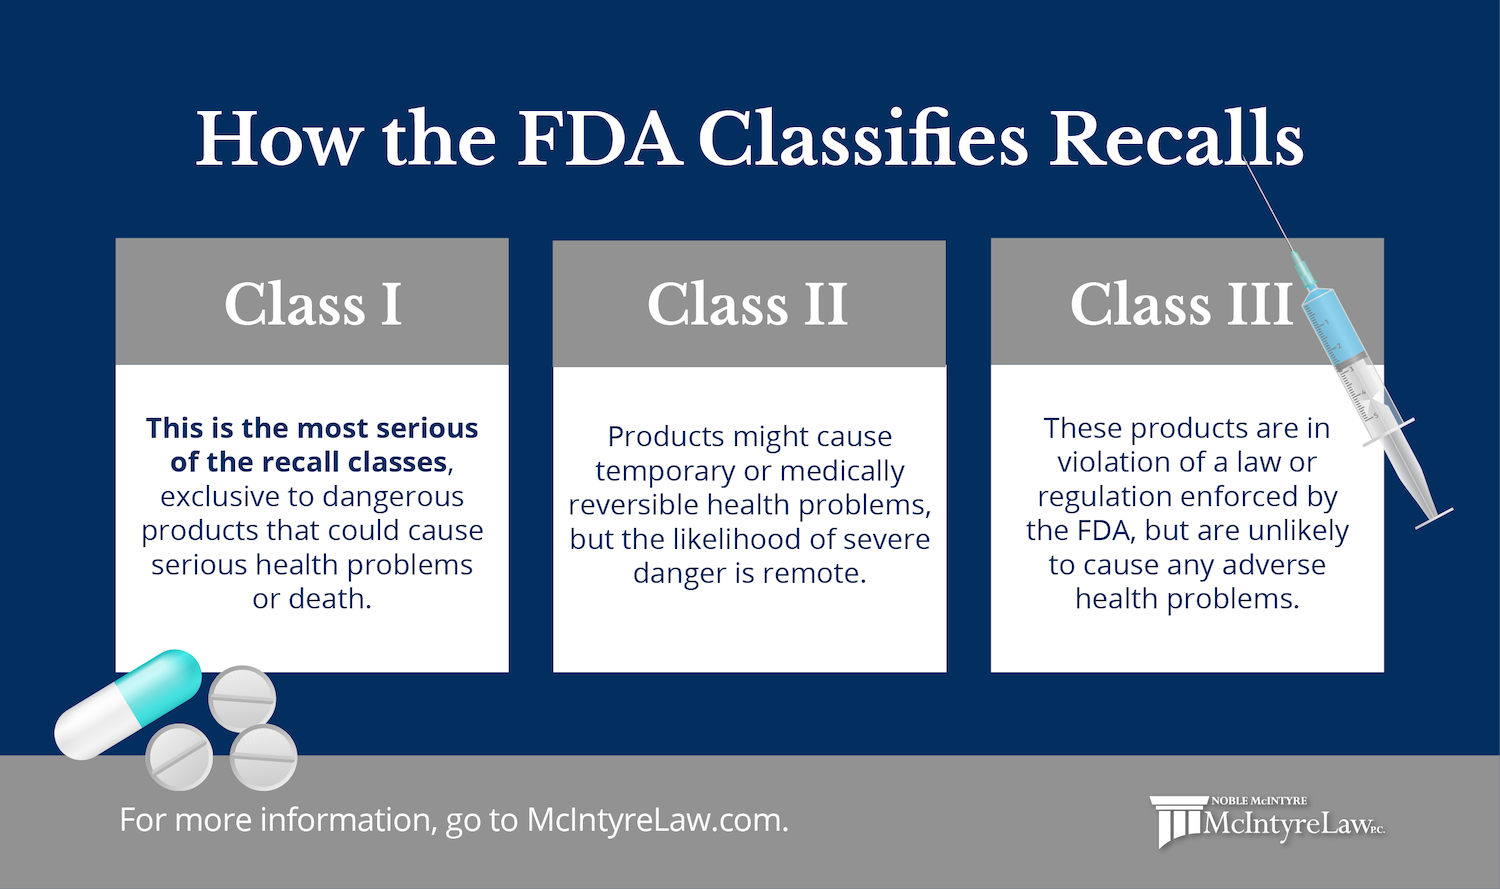 How the FDA Classifies Recalls
Class I
This is the most serious
of the recall classes,
exclusive to dangerous
products that could cause
serious health problems
or death.
Class II
Products might cause
temporary or medically
reversible health problems,
but the likelihood of severe
danger is remote.
Class III
These products are in
violation of a law or
regulation enforced by
the FDA, but are unlikely
to cause any adverse
health problems.
For more information, go to McIntyreLaw.com.
NOBLE McINTYRE
McIntyreLaw P.C.